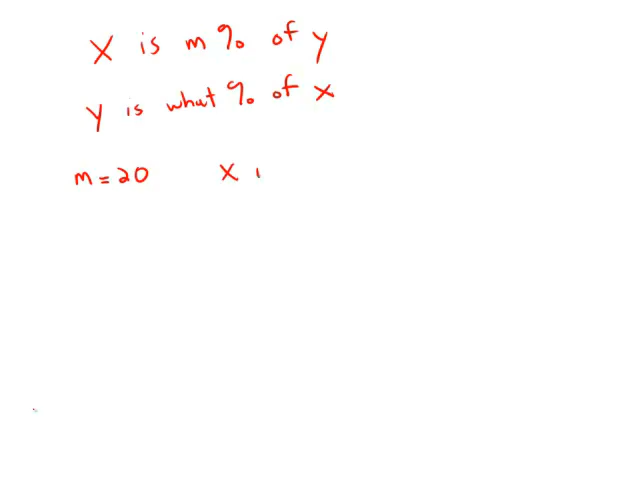 X is m % of y
y is what % of x
m = 20 X i